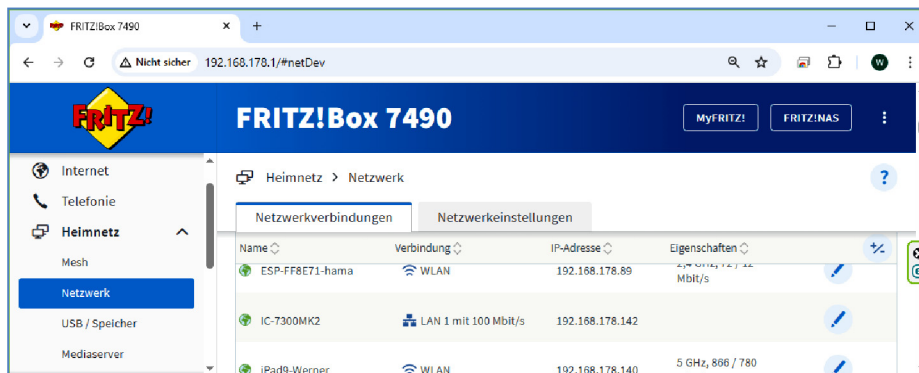 FRITZ!Box 7490
Nicht sicher 192.168.178.1/#netDev
W
FRITZ!
FRITZ!Box 7490
MyFRITZ!
FRITZ!NAS
Internet
Telefonie
Heimnetz
Mesh
Netzwerk
USB / Speicher
Mediaserver
Heimnetz > Netzwerk
?
Netzwerkverbindungen Netzwerkeinstellungen
Name Verbindung IP-Adresse Eigenschaften +/-
ESP-FF8E71-hama WLAN 192.168.178.89
Mbit/s
IC-7300MK2 LAN 1 mit 100 Mbit/s 192.168.178.142
iPad9-Werner WLAN 192.168.178.140 5 GHz, 866 / 780